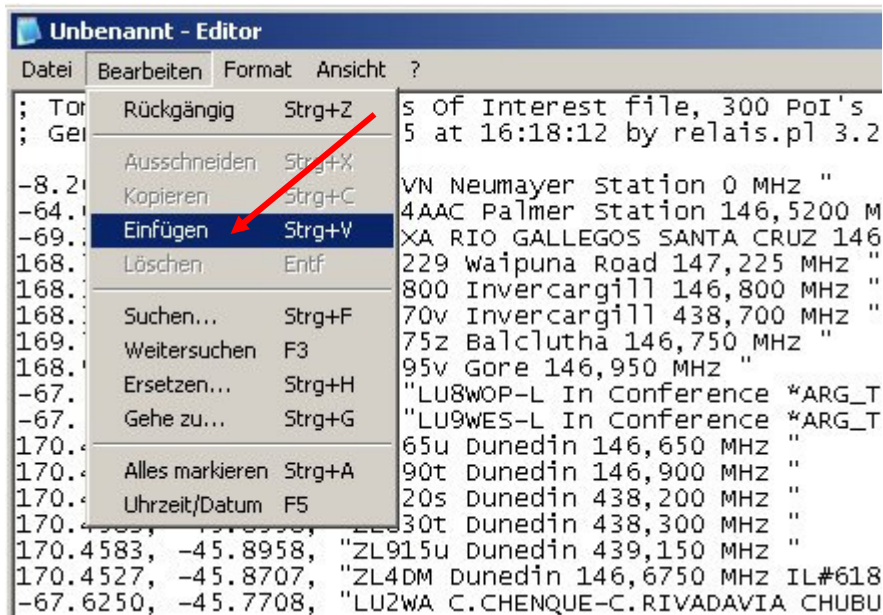 Unbenannt - Editor
Datei Bearbeiten Format Ansicht ?
Rückgängig Strg+Z
Ausschneiden Strg+X
Kopieren Strg+C
Einfügen Strg+V
Löschen Entf
Suchen... Strg+F
Weitersuchen F3
Ersetzen... Strg+H
Gehe zu... Strg+G
Alles markieren Strg+A
Uhrzeit/Datum F5
s Of Interest file, 300 PoI's
5 at 16:18:12 by relais.pl 3.2
VN Neumayer Station 0 MHz "
4AAC Palmer Station 146,5200 M
XA RIO GALLEGOS SANTA CRUZ 146
168. 229 Waipuna Road 147,225 MHz "
168. 800 Invercargill 146,800 MHz "
168. 70v Invercargill 438,700 MHz "
169. 75z Balclutha 146,750 MHz "
168. 95v Gore 146,950 MHz "
-67. "LU8WOP-L In Conference *ARG_T
-67. "LU9WES-L In Conference *ARG_T
170. 65u Dunedin 146,650 MHz "
170. 90t Dunedin 146,900 MHz "
170. 20s Dunedin 438,200 MHz "
170. 30t Dunedin 438,300 MHz "
170.4583, -45.8958, "ZL915u Dunedin 439,150 MHz "
170.4527, -45.8707, "ZL4DM Dunedin 146,6750 MHz IL#618
-67.6250, -45.7708, "LU2WA C.CHENQUE-C.RIVADAVIA CHUBU